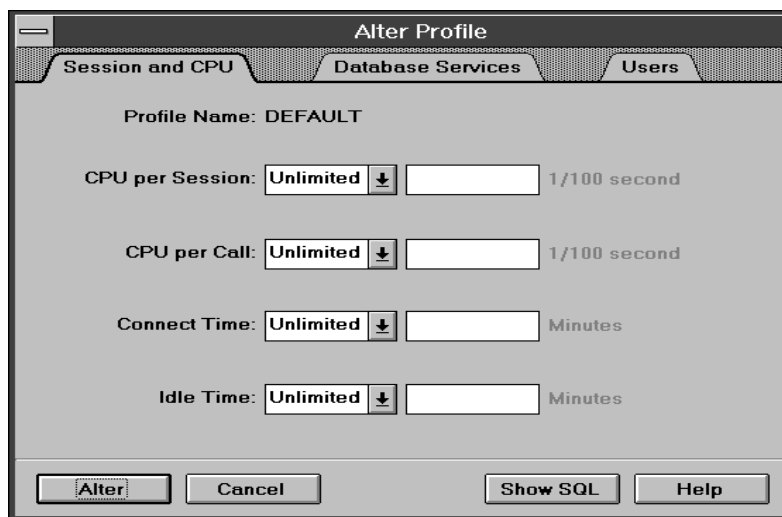 Alter Profile
Session and CPU Database Services Users
Profile Name: DEFAULT
CPU per Session: Unlimited 1/100 second
CPU per Call: Unlimited 1/100 second
Connect Time: Unlimited Minutes
Idle Time: Unlimited Minutes
Alter Cancel Show SQL Help